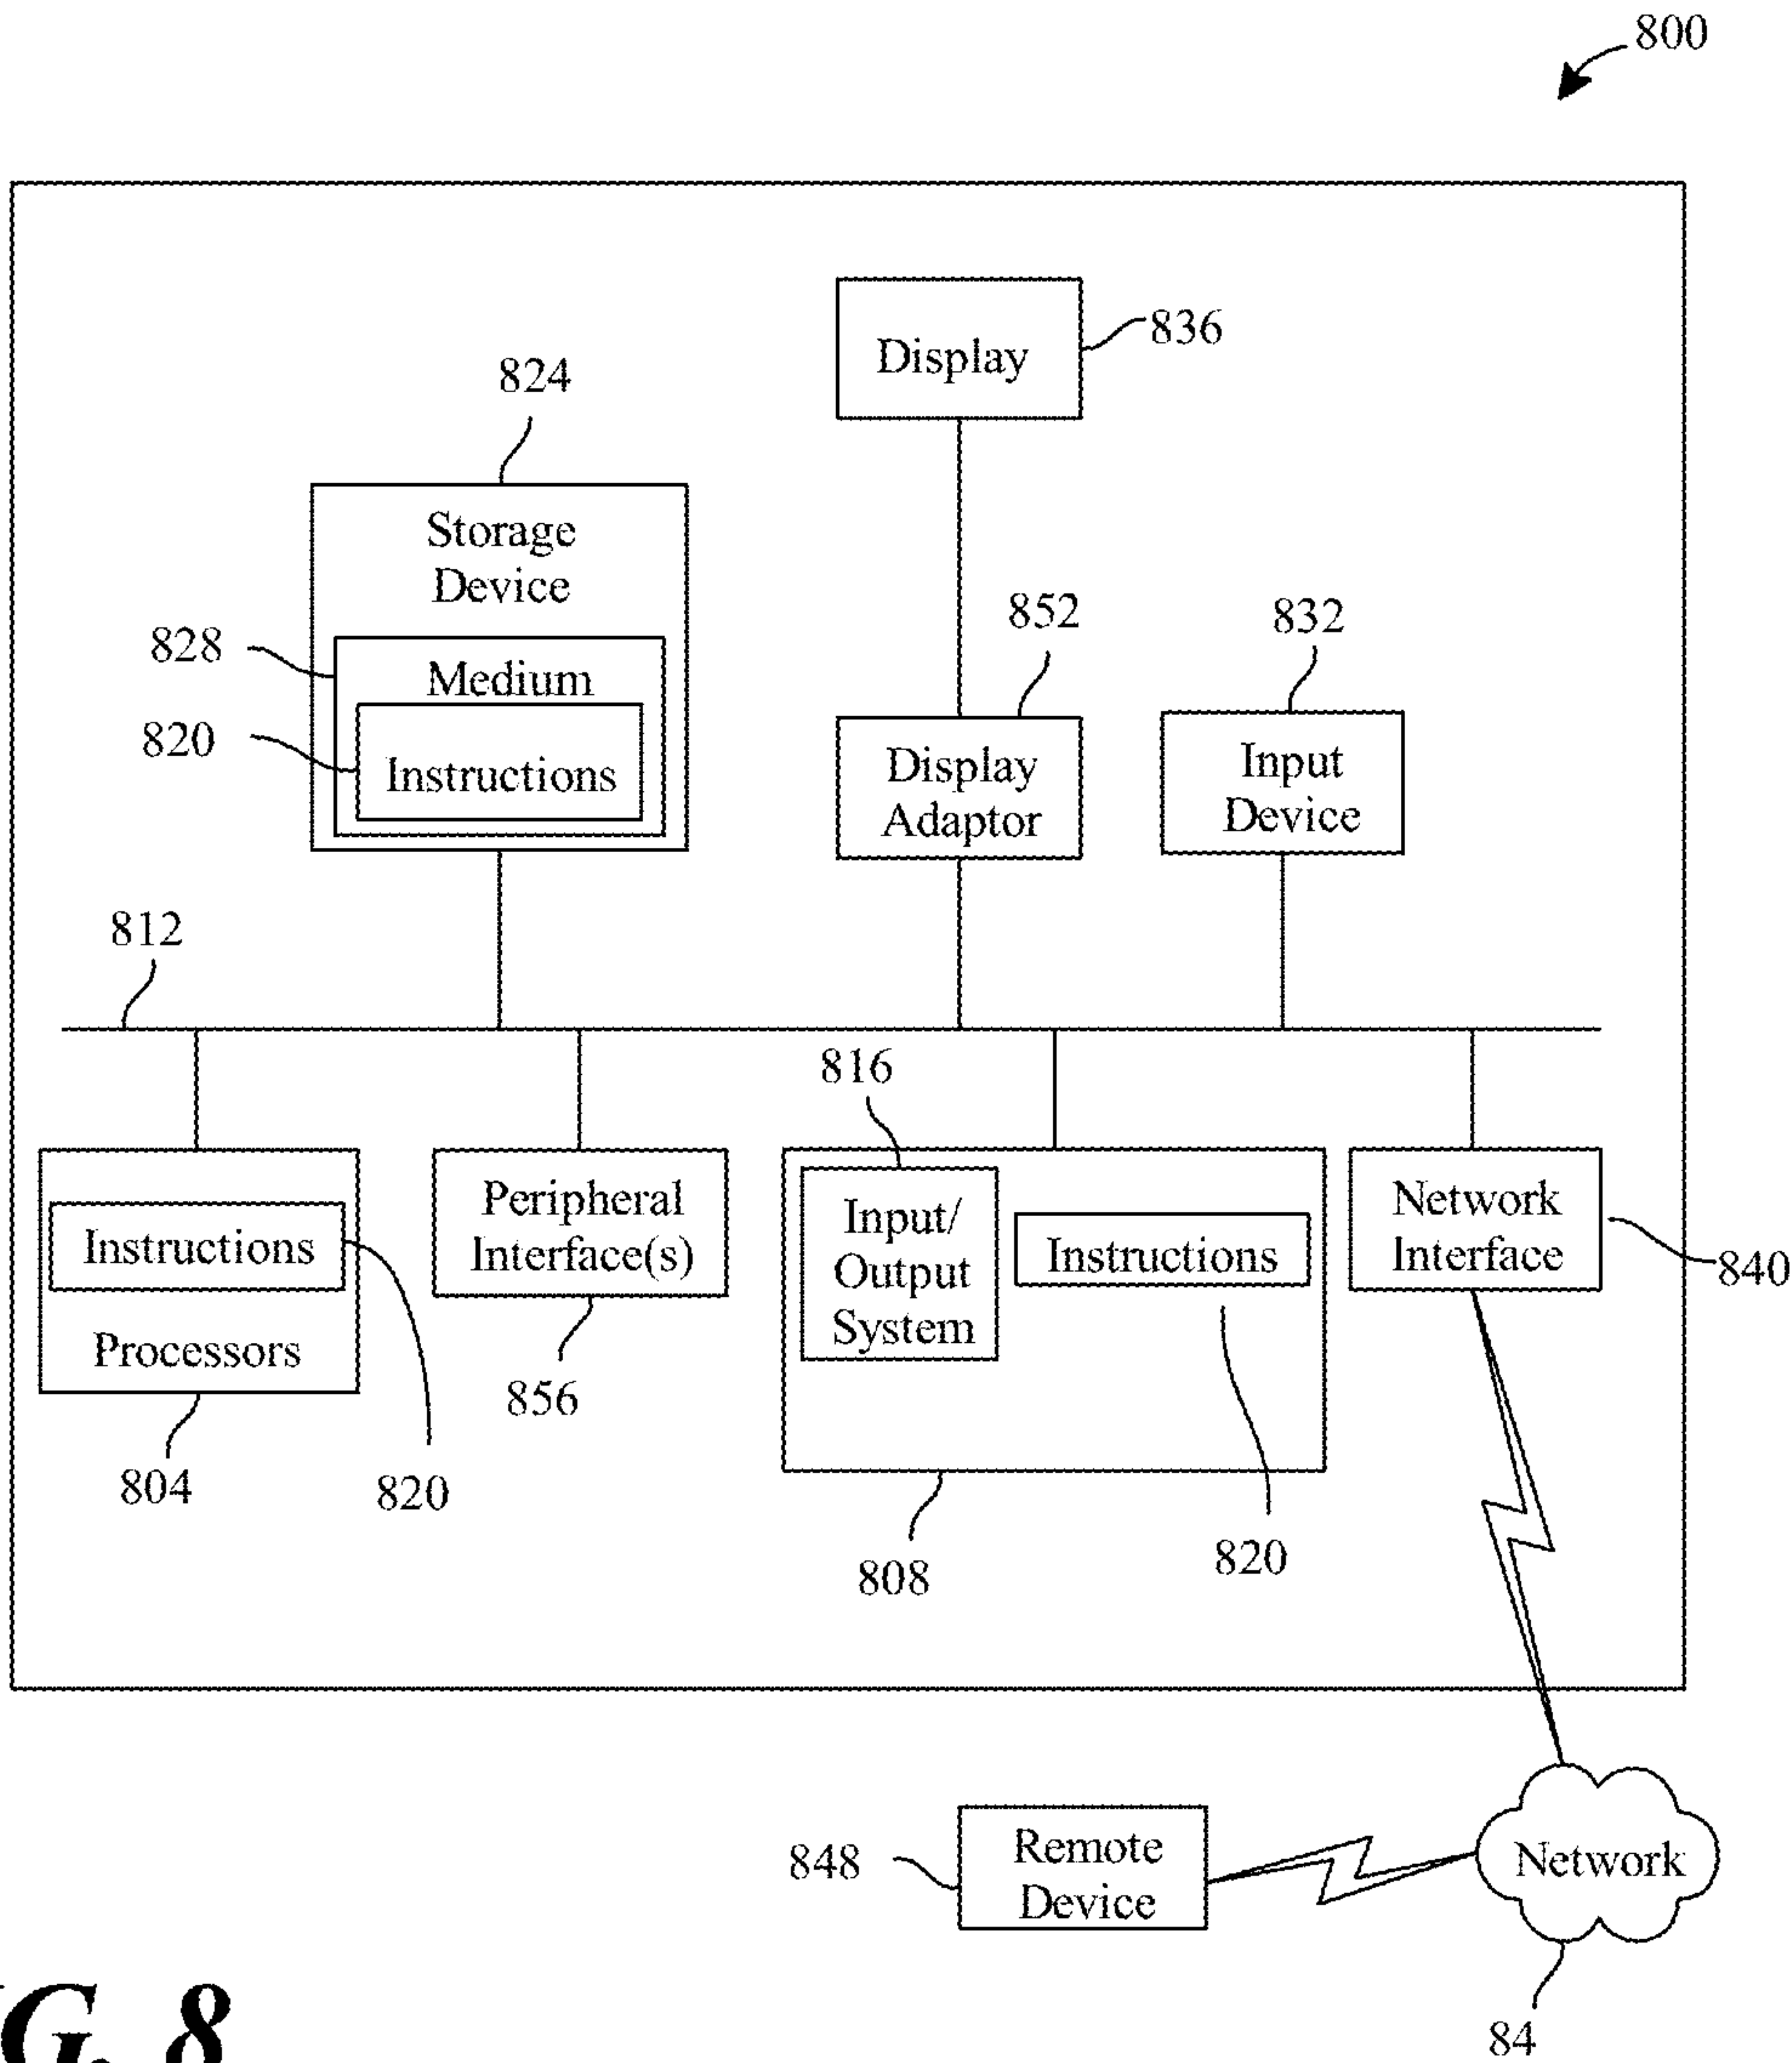 800
Display
836
824
Storage
Device
828
Medium
820
Instructions
852
Display
Adaptor
832
Input
Device
812
816
Instructions
Processors
804
820
Peripheral
Interface(s)
856
Input/
Output
System
Instructions
808
820
Network
Interface
840
848
Remote
Device
Network
84
G. 8